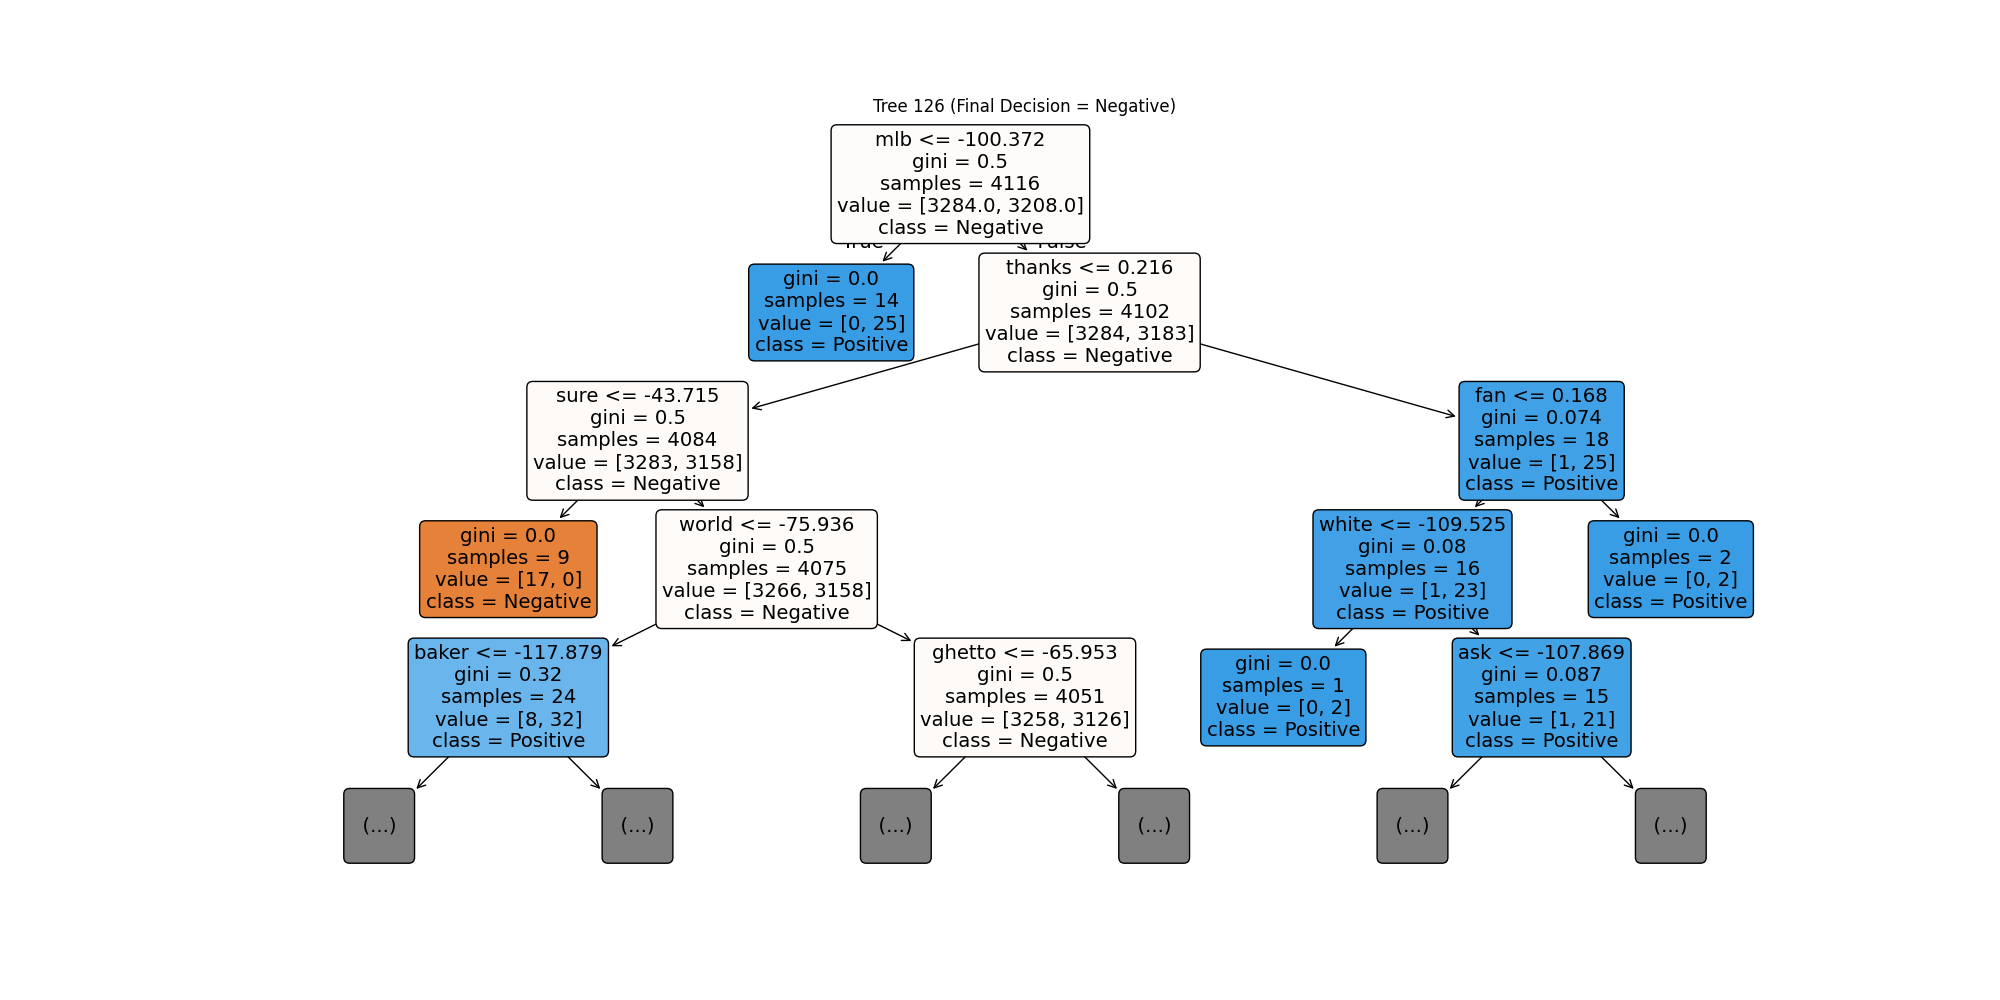 Tree 126 (Final Decision = Negative)
mlb <= -100.372
gini = 0.5
samples = 4116
value = [3284.0, 3208.0]
class = Negative
True
False
gini = 0.0
samples = 14
value = [0, 25]
class = Positive
thanks <= 0.216
gini = 0.5
samples = 4102
value = [3284, 3183]
class = Negative
sure <= -43.715
gini = 0.5
samples = 4084
value = [3283, 3158]
class = Negative
fan <= 0.168
gini = 0.074
samples = 18
value = [1, 25]
class = Positive
gini = 0.0
samples = 9
value = [17, 0]
class = Negative
world <= -75.936
gini = 0.5
samples = 4075
value = [3266, 3158]
class = Negative
white <= -109.525
gini = 0.08
samples = 16
value = [1, 23]
class = Positive
gini = 0.0
samples = 2
value = [0, 2]
class = Positive
baker <= -117.879
gini = 0.32
samples = 24
value = [8, 32]
class = Positive
ghetto <= -65.953
gini = 0.5
samples = 4051
value = [3258, 3126]
class = Negative
gini = 0.0
samples = 1
value = [0, 2]
class = Positive
ask <= -107.869
gini = 0.087
samples = 15
value = [1, 21]
class = Positive
(...)
(...)
(...)
(...)
(...)
(...)